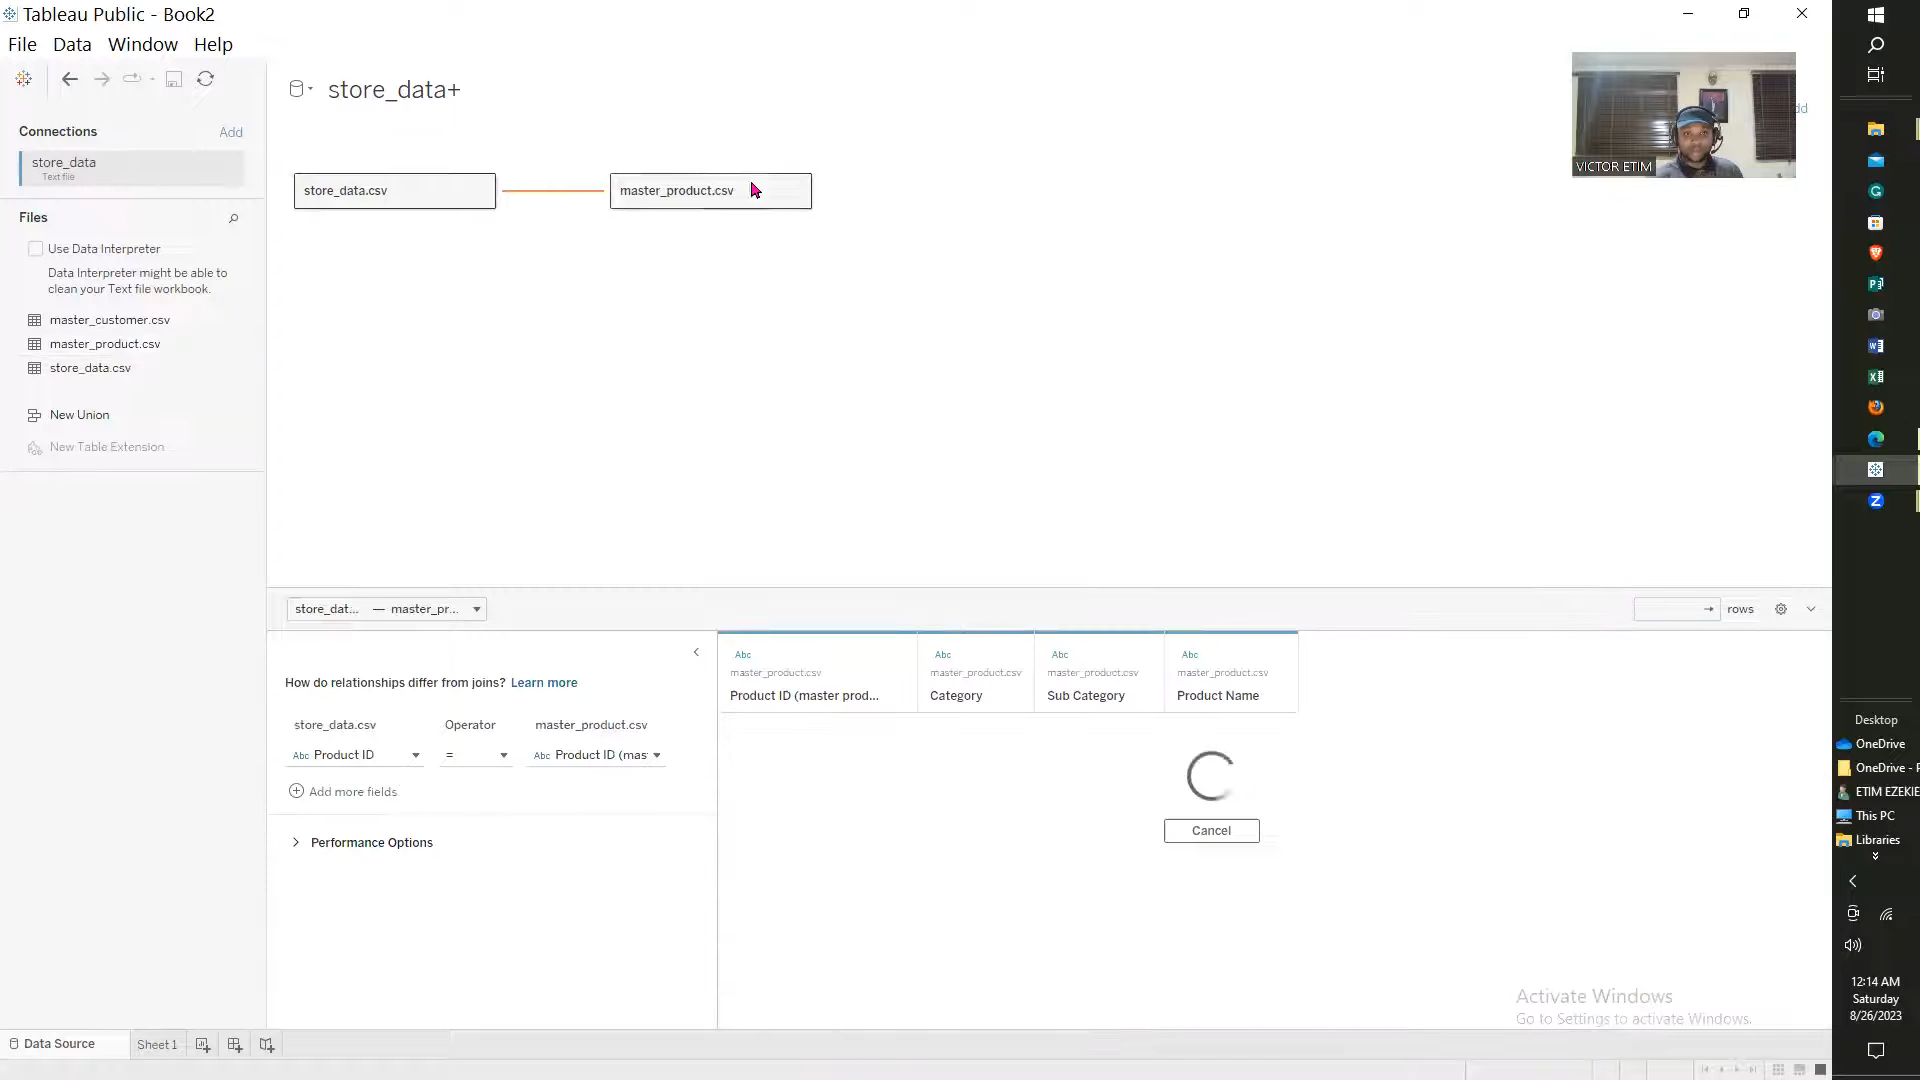 Tableau Public - Book2
File Data Window Help
store_data+
Connections Add
store_data
Text file
store_data.csv
master_product.csv
VICTOR ETIM
Files
Use Data Interpreter
Data Interpreter might be able to
clean your Text file workbook.
master_customer.csv
master_product.csv
store_data.csv
New Union
New Table Extension
store_dat... — master_pr...
rows
How do relationships differ from joins? Learn more
store_data.csv Operator master_product.csv
Abc Product ID = Abc Product ID (mas
Add more fields
Performance Options
Abc Abc Abc Abc
master_product.csv master_product.csv master_product.csv master_product.csv
Product ID (master prod... Category Sub Category Product Name
Cancel
Activate Windows
Go to Settings to activate Windows.
Data Source Sheet 1
Desktop
OneDrive
OneDrive - P
ETIM EZEKIE
This PC
Libraries
12:14 AM
Saturday
8/26/2023